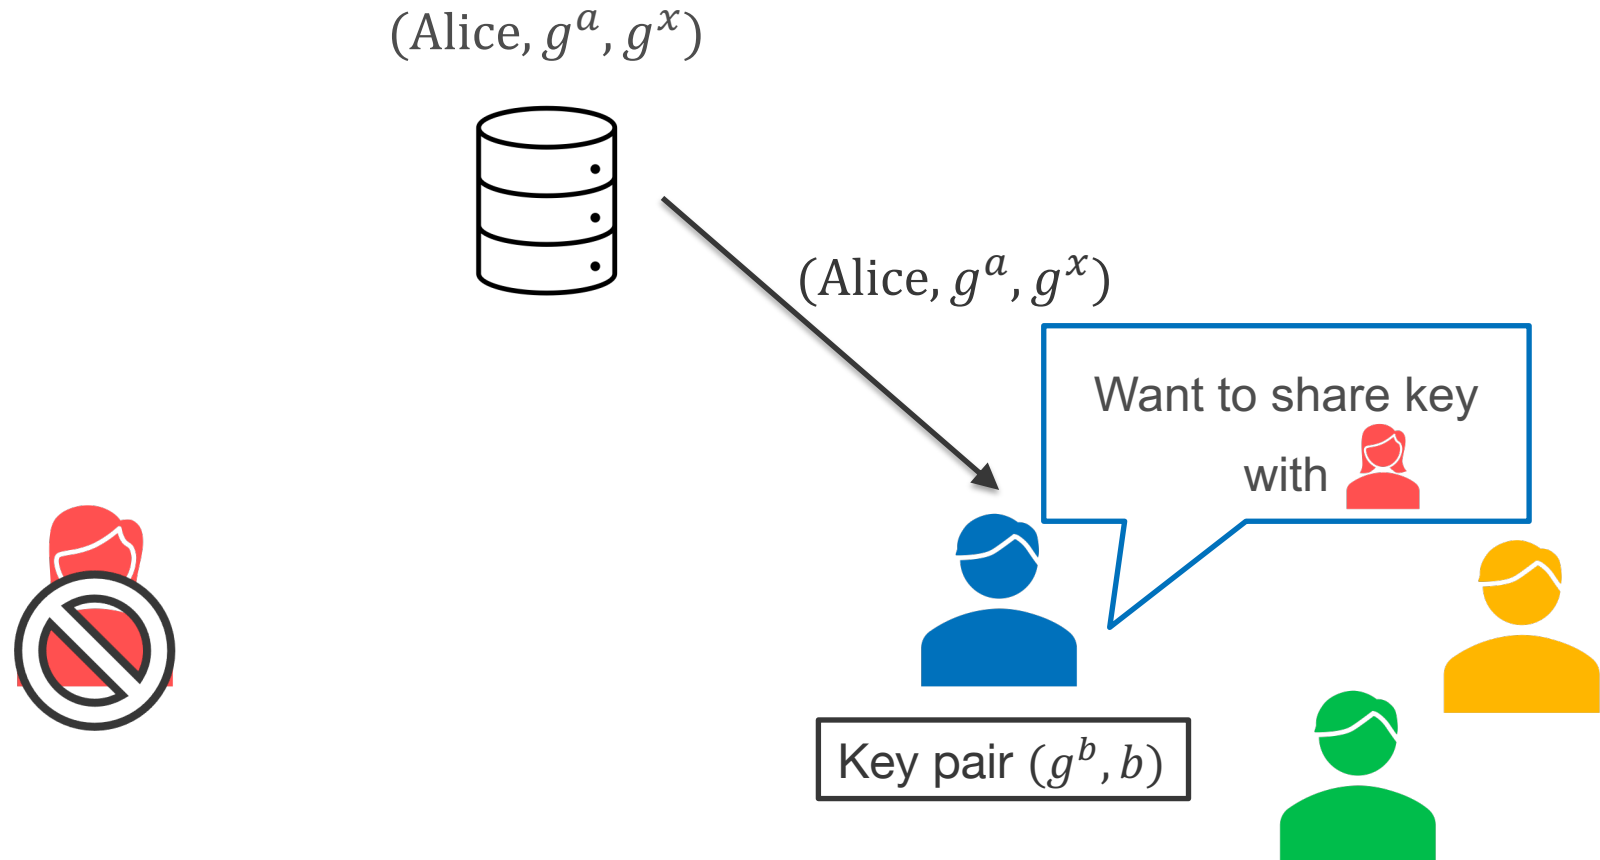 (Alice, g^a, g^x)
(Alice, g^a, g^x)
Want to share key
with
Key pair (g^b, b)